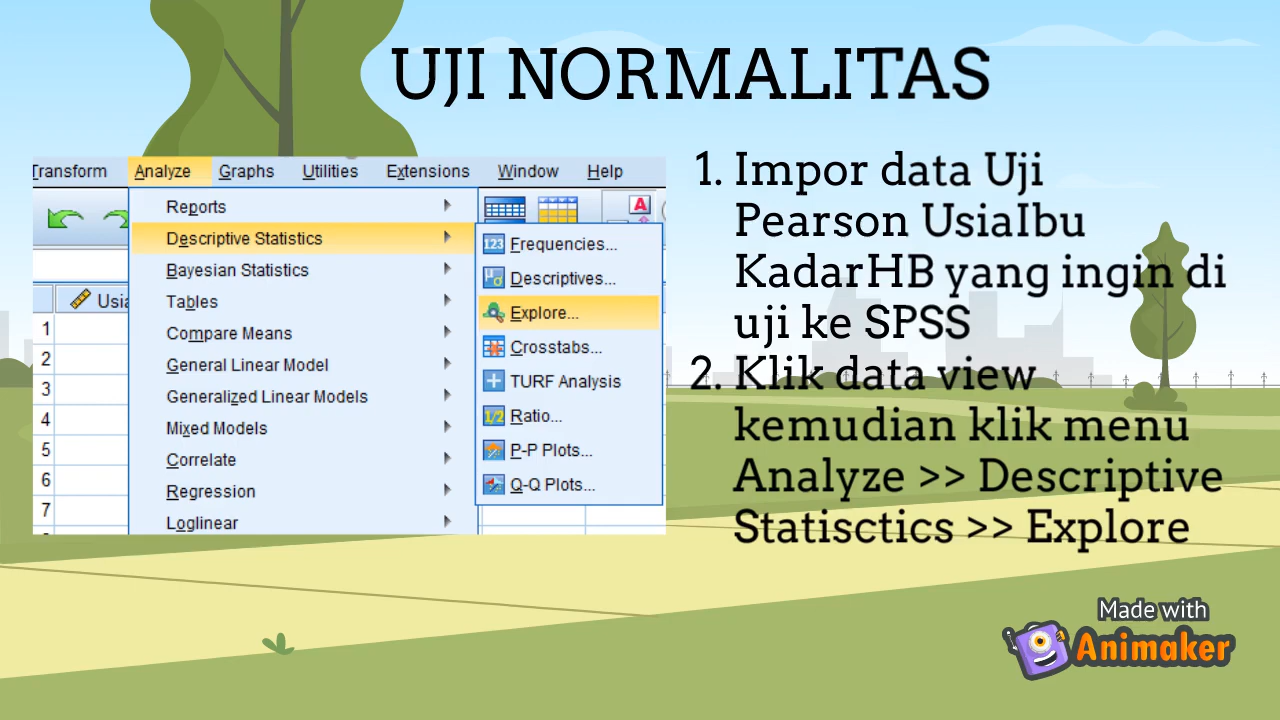 UJI NORMALITAS
Transform Analyze Graphs Utilities Extensions Window Help
Reports
Descriptive Statistics
Bayesian Statistics
Tables
Compare Means
General Linear Model
Generalized Linear Models
Mixed Models
Correlate
Regression
Loglinear
Frequencies...
Descriptives...
Explore...
Crosstabs...
TURF Analysis
Ratio...
P-P Plots...
Q-Q Plots...
A
Usia
1
2
3
4
5
6
7
1. Impor data Uji
Pearson UsiaIbu
KadarHB yang ingin di
uji ke SPSS
2. Klik data view
kemudian klik menu
Analyze >> Descriptive
Statisctics >> Explore
Made with
Animaker